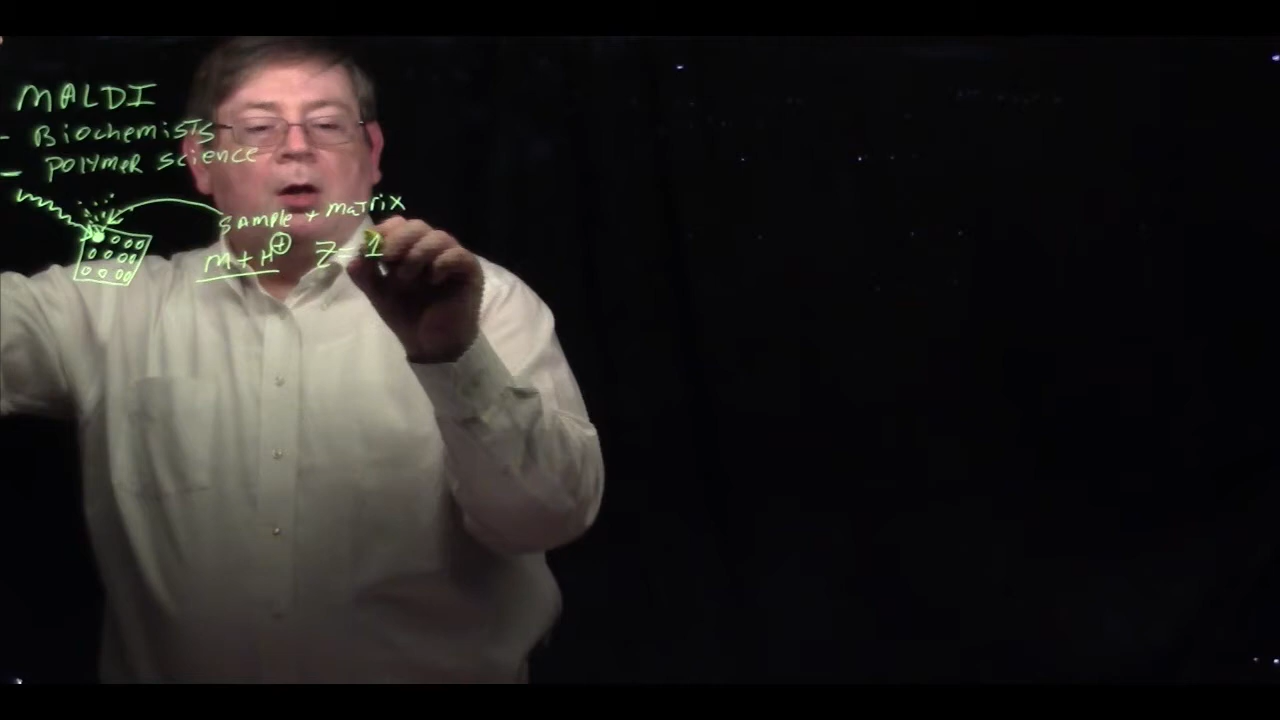 MALDI
- Biochemists
- Polymer science
sample + matrix
M+H⊕ Z=1